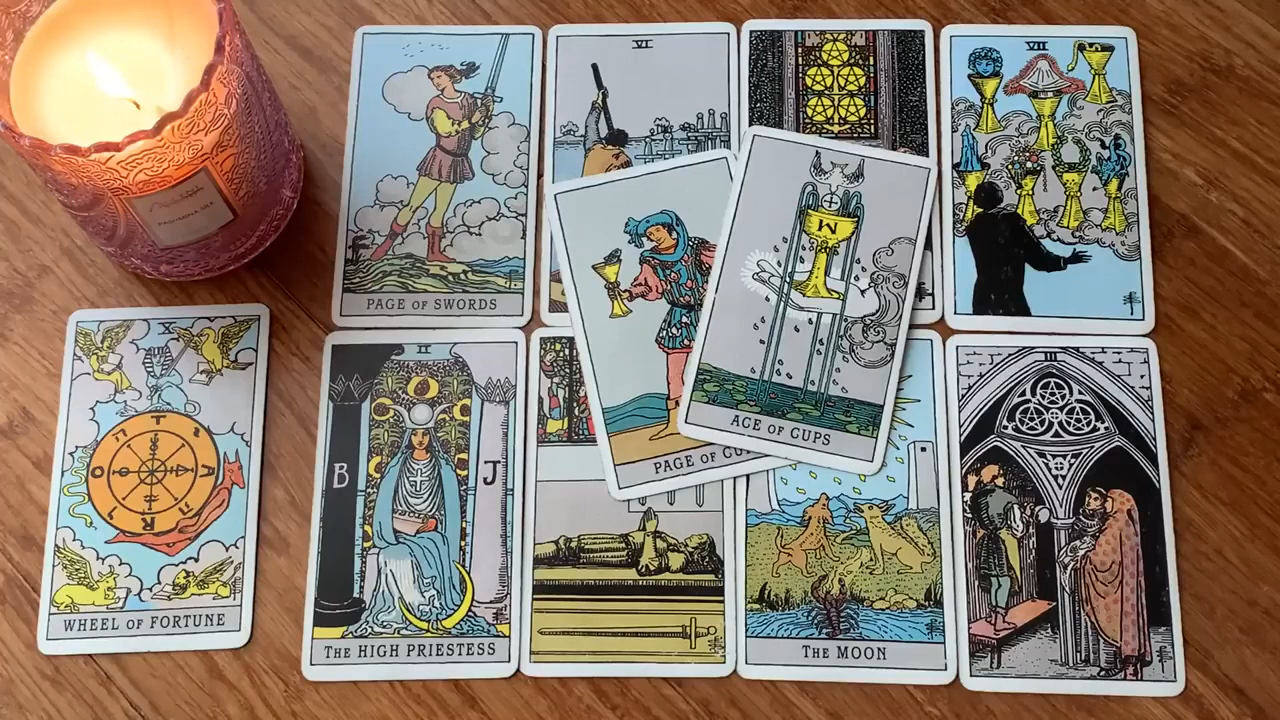 PAGE OF SWORDS
VI
VII
M
X
T
A
R
O
WHEEL OF FORTUNE
II
B
J
THE HIGH PRIESTESS
PAGE OF CU
ACE OF CUPS
THE MOON
III